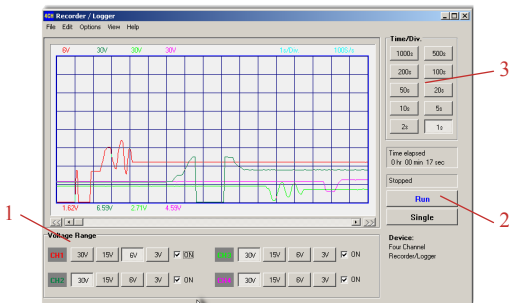 4CH Recorder / Logger
File Edit Options View Help
6V 30V 30V 30V 1s/Div. 180S/s
1.62V 6.59V 2.71V 4.59V
Time/Div.
1000s 500s
200s 100s
50s 20s
10s 5s
2s 1s
3
Time elapsed
0 hr 00 min 17 sec
Stopped
Run
Single
2
Device:
Four Channel
Recorder/Logger
1
Voltage Range
CH1 30V 15V 6V 3V ON
CH3 30V 15V 6V 3V ON
CH2 30V 15V 6V 3V ON
CH4 30V 15V 6V 3V ON